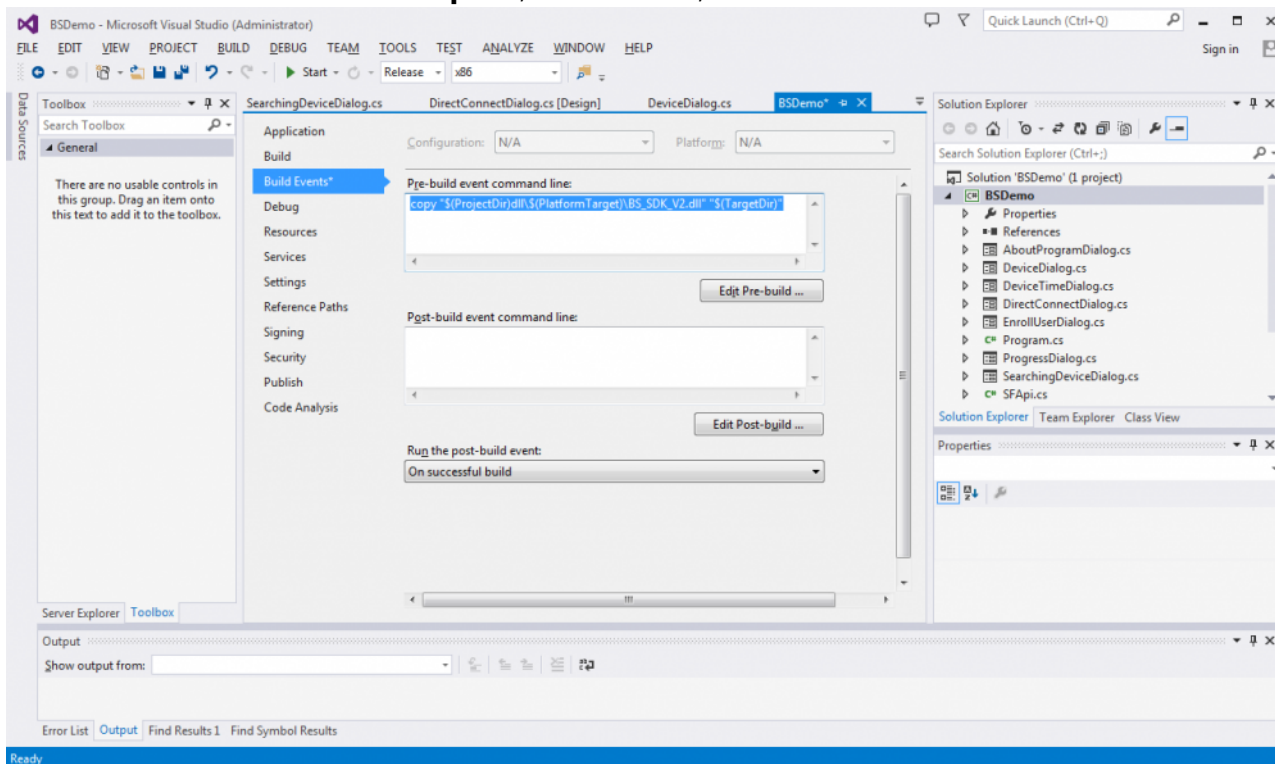 BSDemo - Microsoft Visual Studio (Administrator)
Quick Launch (Ctrl+Q)
FILE EDIT VIEW PROJECT BUILD DEBUG TEAM TOOLS TEST ANALYZE WINDOW HELP
Sign in
Start
Release
x86
Data Sources
Toolbox
Search Toolbox
General
There are no usable controls in
this group. Drag an item onto
this text to add it to the toolbox.
Server Explorer Toolbox
SearchingDeviceDialog.cs DirectConnectDialog.cs [Design] DeviceDialog.cs BSDemo*
Application
Build
Build Events*
Debug
Resources
Services
Settings
Reference Paths
Signing
Security
Publish
Code Analysis
Configuration: N/A Platform: N/A
Pre-build event command line:
copy "$(ProjectDir)dll\$(PlatformTarget)\BS_SDK_V2.dll" "$(TargetDir)"
Edit Pre-build ...
Post-build event command line:
Edit Post-build ...
Run the post-build event:
On successful build
Solution Explorer
Search Solution Explorer (Ctrl+;)
Solution 'BSDemo' (1 project)
BSDemo
Properties
References
AboutProgramDialog.cs
DeviceDialog.cs
DeviceTimeDialog.cs
DirectConnectDialog.cs
EnrollUserDialog.cs
Program.cs
ProgressDialog.cs
SearchingDeviceDialog.cs
SFApi.cs
Solution Explorer Team Explorer Class View
Properties
Output
Show output from:
Error List Output Find Results 1 Find Symbol Results
Ready